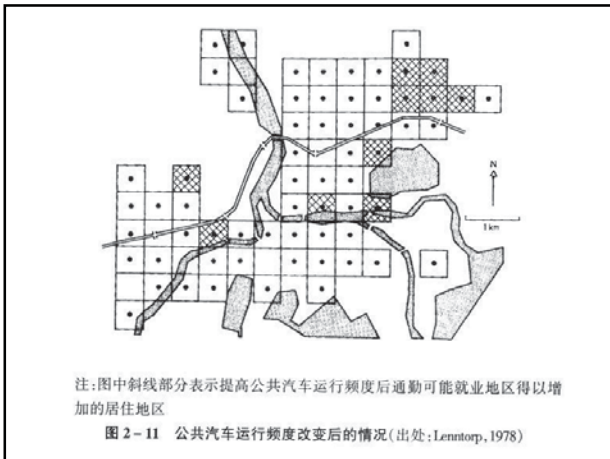 N
1 km
注:图中斜线部分表示提高公共汽车运行频度后通勤可能就业地区得以增
加的居住地区
图 2-11 公共汽车运行频度改变后的情况(出处:Lenntorp,1978)